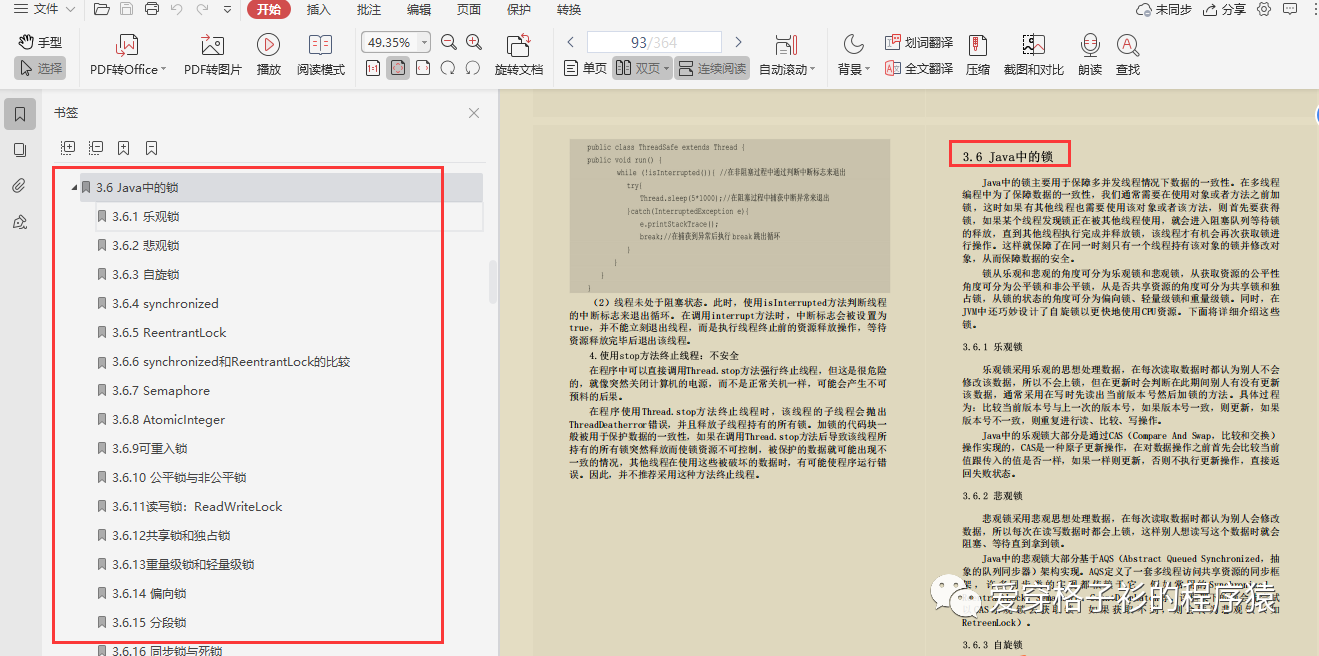 文件
开始 插入 批注 编辑 页面 保护 转换
未同步 分享
手型
选择
PDF转Office
PDF转图片
播放
阅读模式
49.35%
1:1
旋转文档
93/364
单页 双页 连续阅读
自动滚动
背景
划词翻译
全文翻译
压缩
截图和对比
朗读
查找
书签
3.6 Java中的锁
3.6.1 乐观锁
3.6.2 悲观锁
3.6.3 自旋锁
3.6.4 synchronized
3.6.5 ReentrantLock
3.6.6 synchronized和ReentrantLock的比较
3.6.7 Semaphore
3.6.8 AtomicInteger
3.6.9可重入锁
3.6.10 公平锁与非公平锁
3.6.11读写锁：ReadWriteLock
3.6.12共享锁和独占锁
3.6.13重量级锁和轻量级锁
3.6.14 偏向锁
3.6.15 分段锁
3.6.16 同步锁与死锁
public class ThreadSafe extends Thread {
public void run() {
while (!isInterrupted()){ //在非阻塞过程中通过判断中断标志来退出
try{
Thread.sleep(5*1000);//在阻塞过程中捕获中断异常来退出
}catch(InterruptedException e){
e.printStackTrace();
break;//在捕获到异常后执行 break 跳出循环
}
}
}
}
（2）线程未处于阻塞状态。此时，使用isInterrupted方法判断线程
的中断标志来退出循环。在调用interrupt方法时，中断标志会被设置为
true，并不能立刻退出线程，而是执行线程终止前的资源释放操作，等待
资源释放完毕后退出该线程。
4.使用stop方法终止线程：不安全
在程序中可以直接调用Thread.stop方法强行终止线程，但这是很危险
的，就像突然关闭计算机的电源，而不是正常关机一样，可能会产生不可
预料的后果。
在程序使用Thread.stop方法终止线程时，该线程的子线程会抛出
ThreadDeatherror错误，并且释放子线程持有的所有锁。加锁的代码块一
般被用于保护数据的一致性，如果在调用Thread.stop方法后导致该线程所
持有的所有锁突然释放而使锁资源不可控制，被保护的数据就可能出现不
一致的情况，其他线程在使用这些被破坏的数据时，有可能使程序运行错
误。因此，并不推荐采用这种方法终止线程。
3.6 Java中的锁
Java中的锁主要用于保障多并发线程情况下数据的一致性。在多线程
编程中为了保障数据的一致性，我们通常需要在使用对象或者方法之前加
锁，这时如果有其他线程也需要使用该对象或者该方法，则首先要获得
锁，如果某个线程发现锁正在被其他线程使用，就会进入阻塞队列等待锁
的释放，直到其他线程执行完成并释放锁，该线程才有机会再次获取锁进
行操作。这样就保障了在同一时刻只有一个线程持有该对象的锁并修改对
象，从而保障数据的安全。
锁从乐观和悲观的角度可分为乐观锁和悲观锁，从获取资源的公平性
角度可分为公平锁和非公平锁，从是否共享资源的角度可分为共享锁和独
占锁，从锁的状态的角度可分为偏向锁、轻量级锁和重量级锁。同时，在
JVM中还巧妙设计了自旋锁以更快地使用CPU资源。下面将详细介绍这些
锁。
3.6.1 乐观锁
乐观锁采用乐观的思想处理数据，在每次读取数据时都认为别人不会
修改该数据，所以不会上锁，但在更新时会判断在此期间别人有没有更新
该数据，通常采用在写时先读出当前版本号然后加锁的方法。具体过程
为：比较当前版本号与上一次的版本号，如果版本号一致，则更新，如果
版本号不一致，则重复进行读、比较、写操作。
Java中的乐观锁大部分是通过CAS（Compare And Swap，比较和交换）
操作实现的，CAS是一种原子更新操作，在对数据操作之前首先会比较当前
值跟传入的值是否一样，如果一样则更新，否则不执行更新操作，直接返
回失败状态。
3.6.2 悲观锁
悲观锁采用悲观思想处理数据，在每次读取数据时都认为别人会修改
数据，所以每次在读写数据时都会上锁，这样别人想读写这个数据时就会
阻塞、等待直到拿到锁。
Java中的悲观锁大部分基于AQS（Abstract Queued Synchronized，抽
象的队列同步器）架构实现。AQS定义了一套多线程访问共享资源的同步框
RetreenLock）。
3.6.3 自旋锁
爱穿格子衫的程序猿